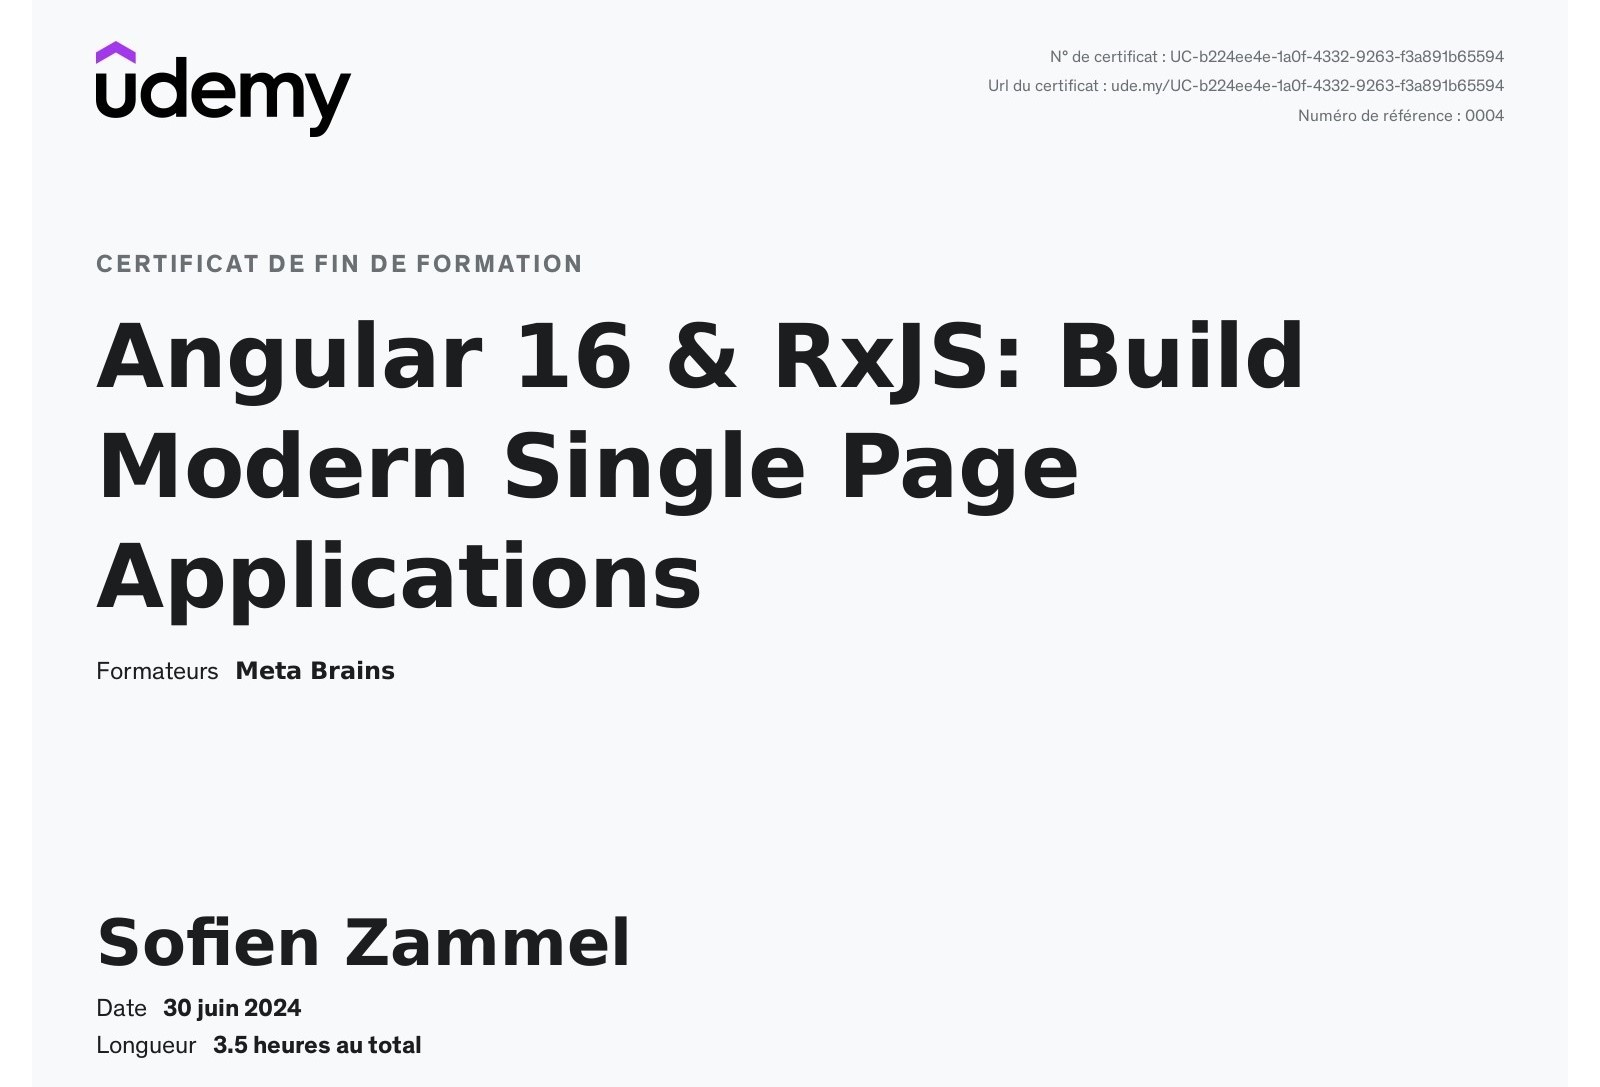 udemy
N° de certificat : UC-b224ee4e-1a0f-4332-9263-f3a891b65594
Url du certificat : ude.my/UC-b224ee4e-1a0f-4332-9263-f3a891b65594
Numéro de référence : 0004
CERTIFICAT DE FIN DE FORMATION
Angular 16 & RxJS: Build
Modern Single Page
Applications
Formateurs Meta Brains
Sofien Zammel
Date 30 juin 2024
Longueur 3.5 heures au total